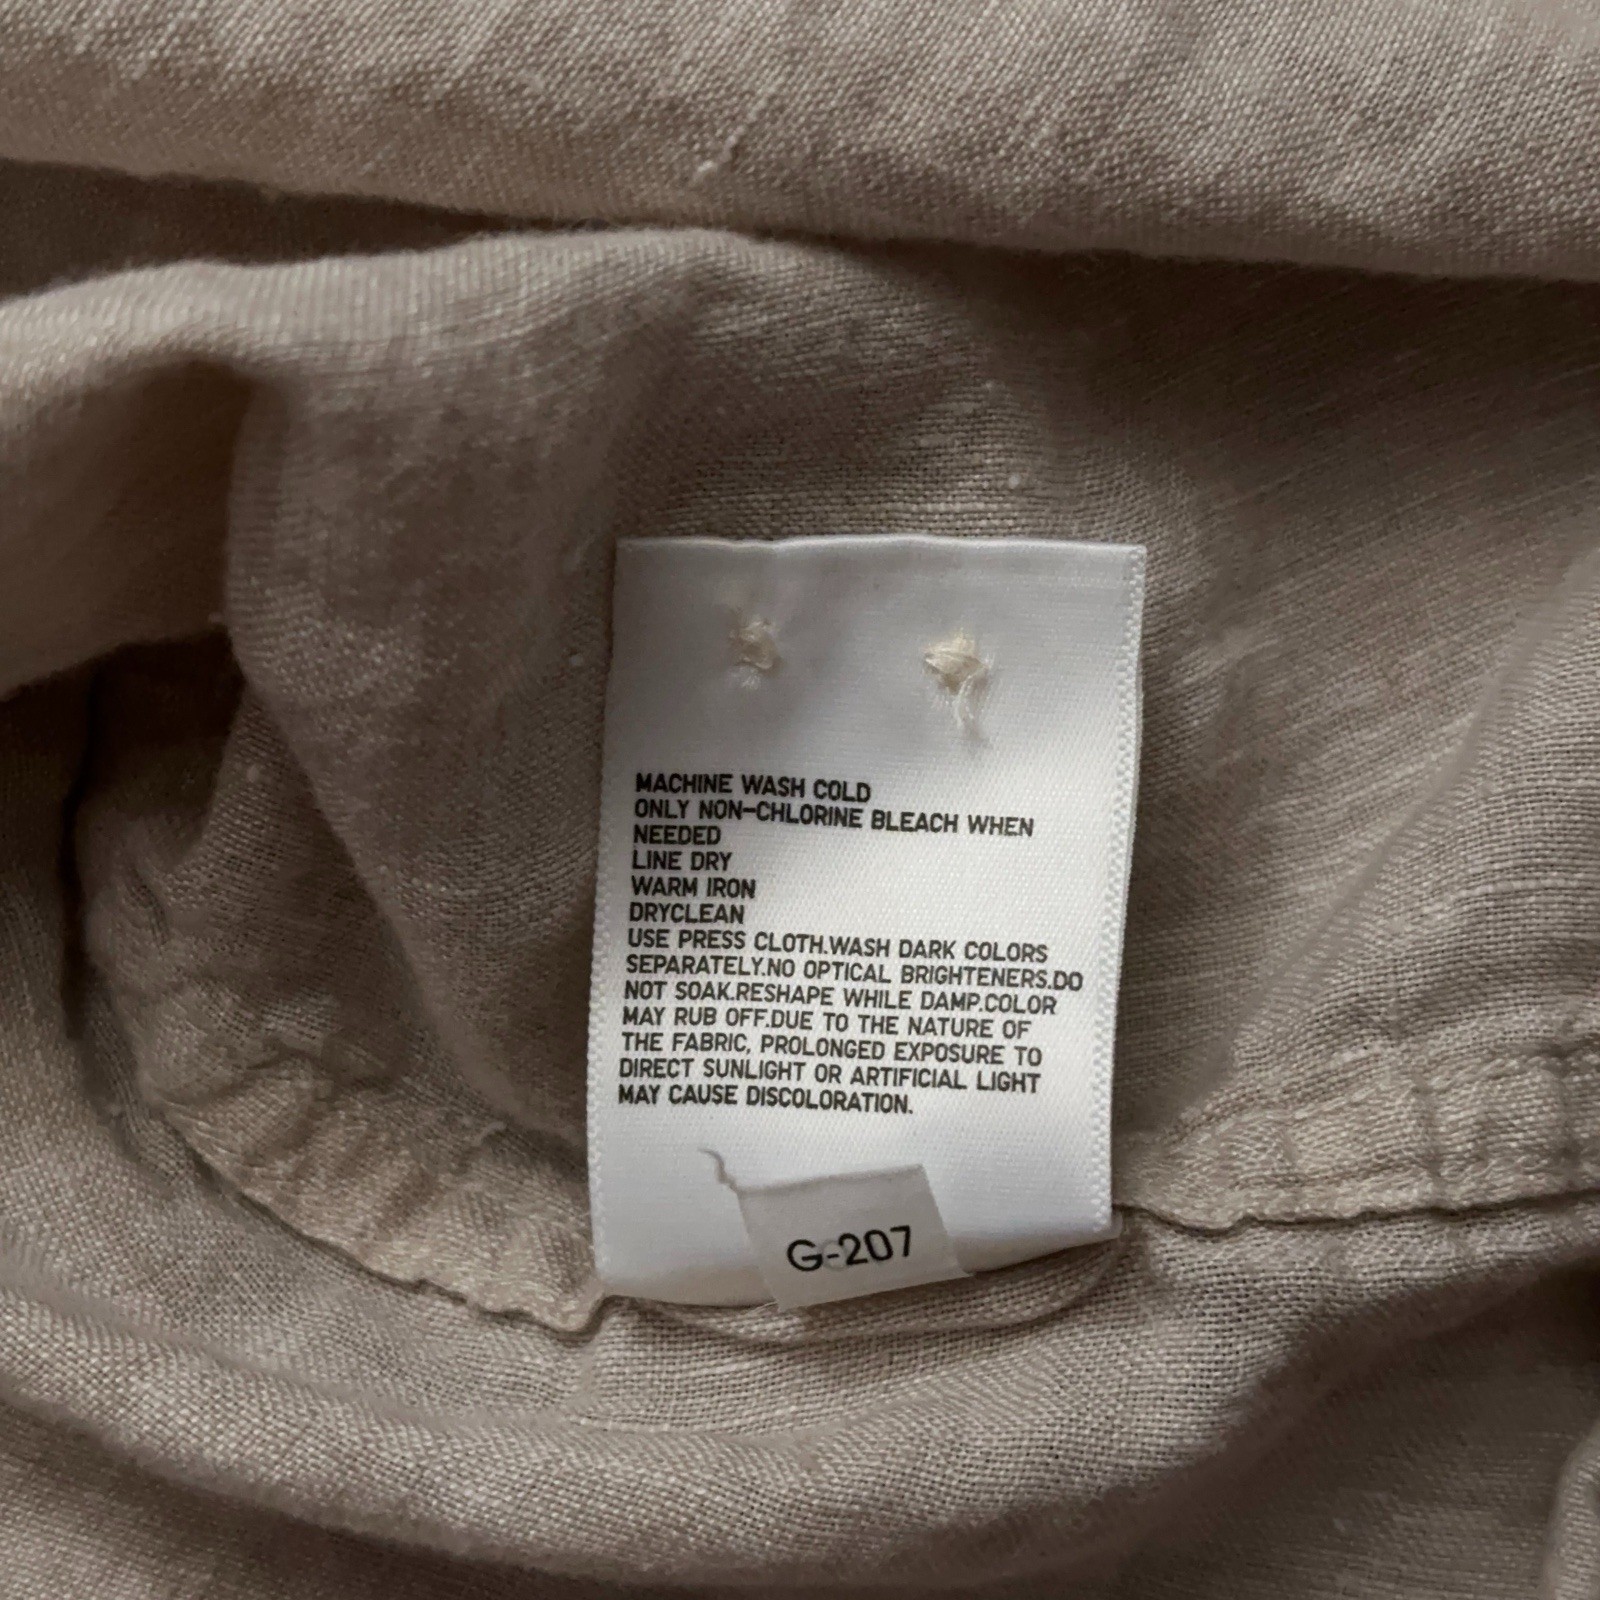 MACHINE WASH COLD
ONLY NON-CHLORINE BLEACH WHEN
NEEDED
LINE DRY
WARM IRON
DRYCLEAN
USE PRESS CLOTH.WASH DARK COLORS
SEPARATELY.NO OPTICAL BRIGHTENERS.DO
NOT SOAK.RESHAPE WHILE DAMP.COLOR
MAY RUB OFF.DUE TO THE NATURE OF
THE FABRIC, PROLONGED EXPOSURE TO
DIRECT SUNLIGHT OR ARTIFICIAL LIGHT
MAY CAUSE DISCOLORATION.
G-207